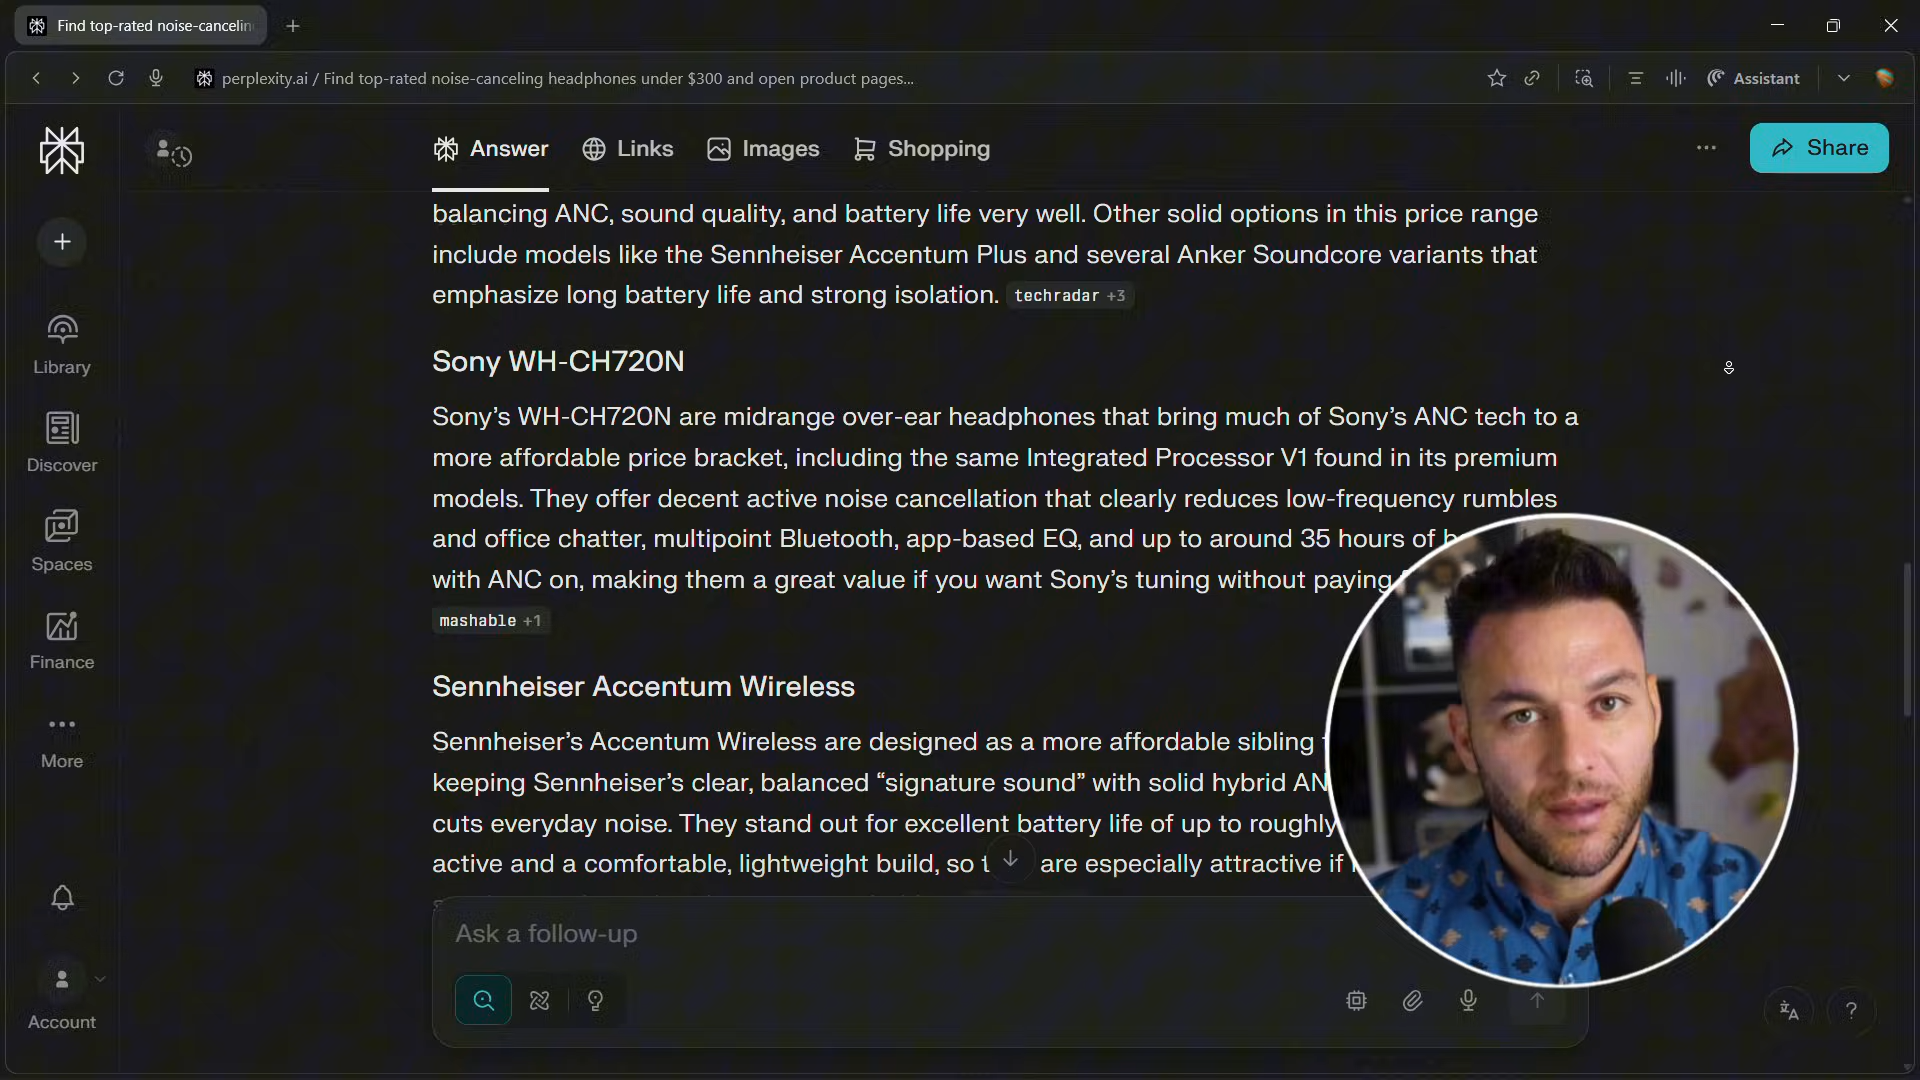 Find top-rated noise-cancelin
perplexity.ai / Find top-rated noise-canceling headphones under $300 and open product pages...
Assistant
Answer
Links
Images
Shopping
Share
Library
Discover
Spaces
Finance
More
Account
balancing ANC, sound quality, and battery life very well. Other solid options in this price range
include models like the Sennheiser Accentum Plus and several Anker Soundcore variants that
emphasize long battery life and strong isolation. techradar +3
Sony WH-CH720N
Sony’s WH-CH720N are midrange over-ear headphones that bring much of Sony’s ANC tech to a
more affordable price bracket, including the same Integrated Processor V1 found in its premium
models. They offer decent active noise cancellation that clearly reduces low-frequency rumbles
and office chatter, multipoint Bluetooth, app-based EQ, and up to around 35 hours of
with ANC on, making them a great value if you want Sony’s tuning without paying
mashable +1
Sennheiser Accentum Wireless
Sennheiser’s Accentum Wireless are designed as a more affordable sibling
keeping Sennheiser’s clear, balanced “signature sound” with solid hybrid AN
cuts everyday noise. They stand out for excellent battery life of up to roughly
active and a comfortable, lightweight build, so are especially attractive if
Ask a follow-up